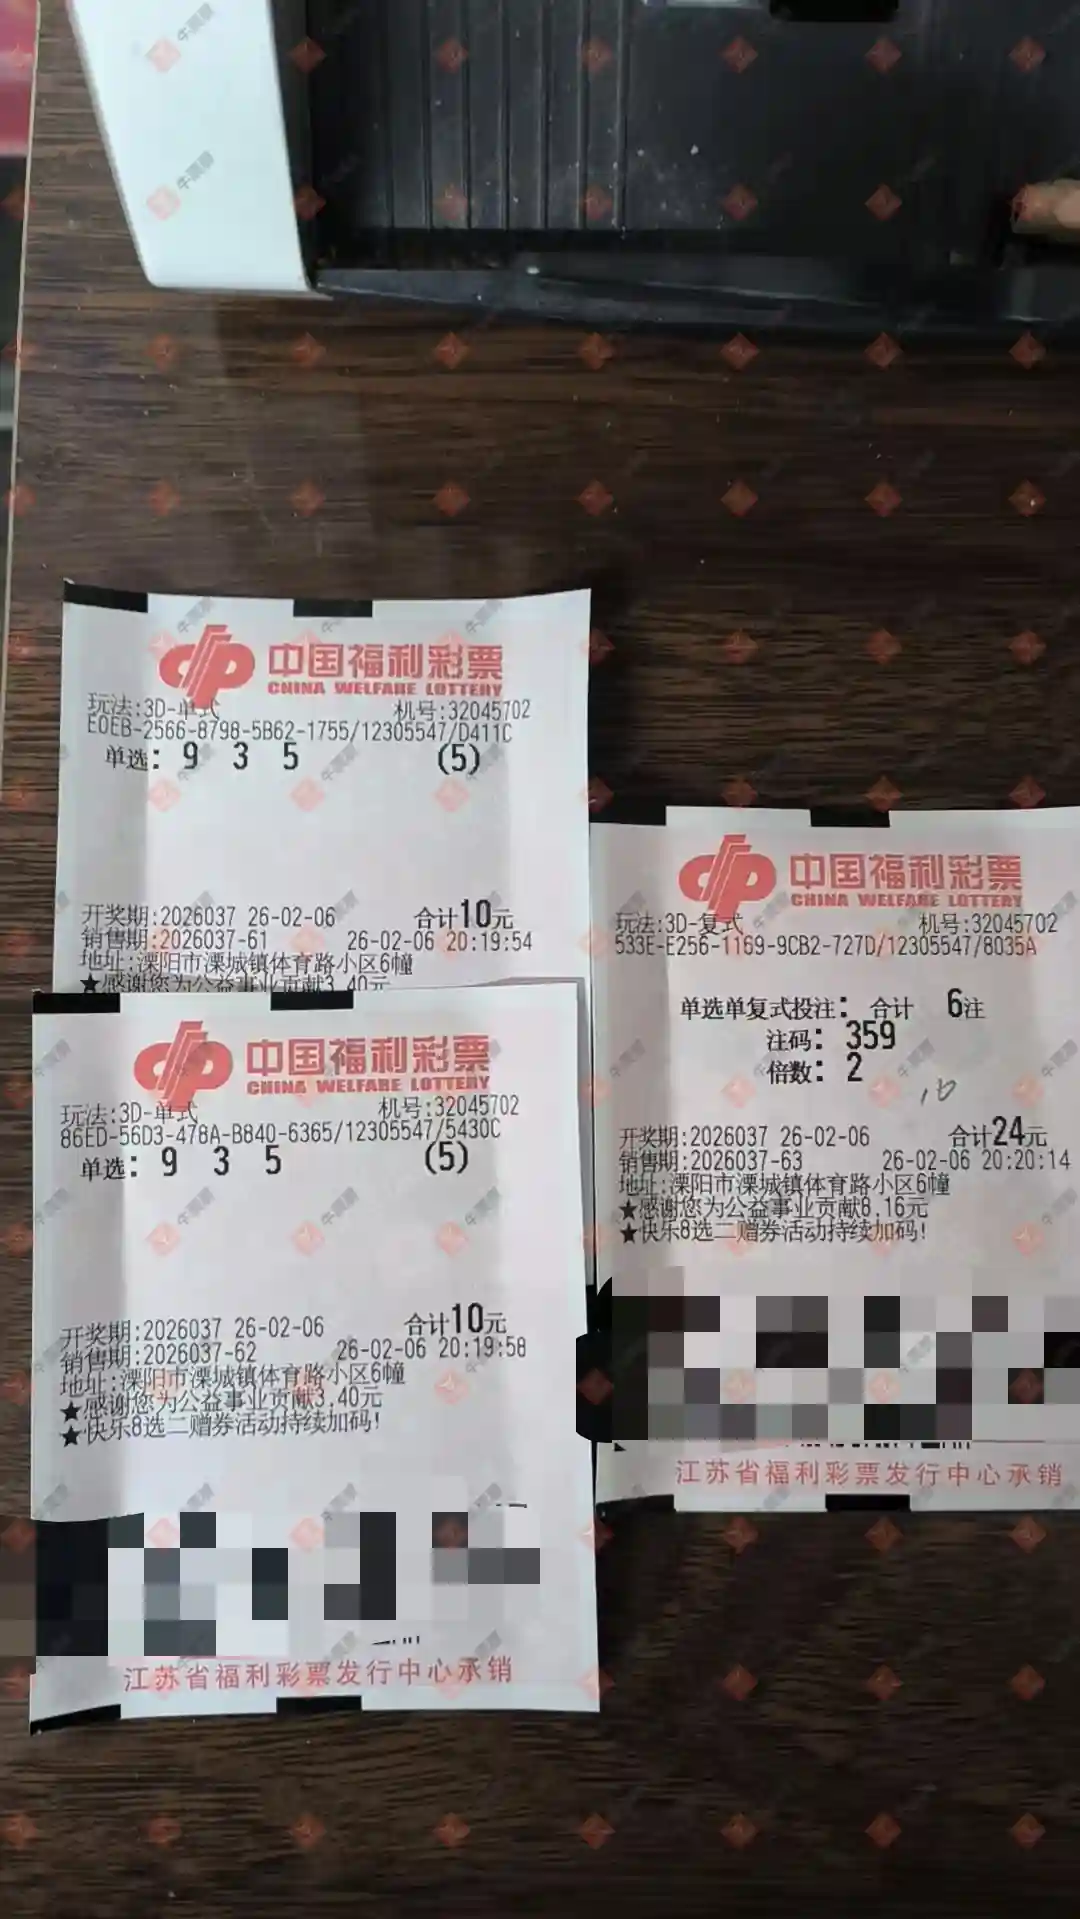 中国福利彩票
CHINA WELFARE LOTTERY
玩法:3D-单式 机号:32045702
E0EB-2566-8798-5B62-1755/12305547/D411C
单选: 9 3 5 (5)
开奖期:2026037 26-02-06 合计10元
销售期:2026037-61 26-02-06 20:19:54
地址:溧阳市溧城镇体育路小区6幢
★感谢您为公益事业贡献3.40元
中国福利彩票
CHINA WELFARE LOTTERY
玩法:3D-单式 机号:32045702
86ED-56D3-478A-B840-6365/12305547/5430C
单选: 9 3 5 (5)
开奖期:2026037 26-02-06 合计10元
销售期:2026037-62 26-02-06 20:19:58
地址:溧阳市溧城镇体育路小区6幢
★感谢您为公益事业贡献3.40元
★快乐8选二赠券活动持续加码!
江苏省福利彩票发行中心承销
中国福利彩票
CHINA WELFARE LOTTERY
玩法:3D-复式 机号:32045702
533E-E256-1169-9CB2-727D/12305547/8035A
单选单复式投注: 合计 6注
注码: 359
倍数: 2
开奖期:2026037 26-02-06 合计24元
销售期:2026037-63 26-02-06 20:20:14
地址:溧阳市溧城镇体育路小区6幢
★感谢您为公益事业贡献8.16元
★快乐8选二赠券活动持续加码!
江苏省福利彩票发行中心承销